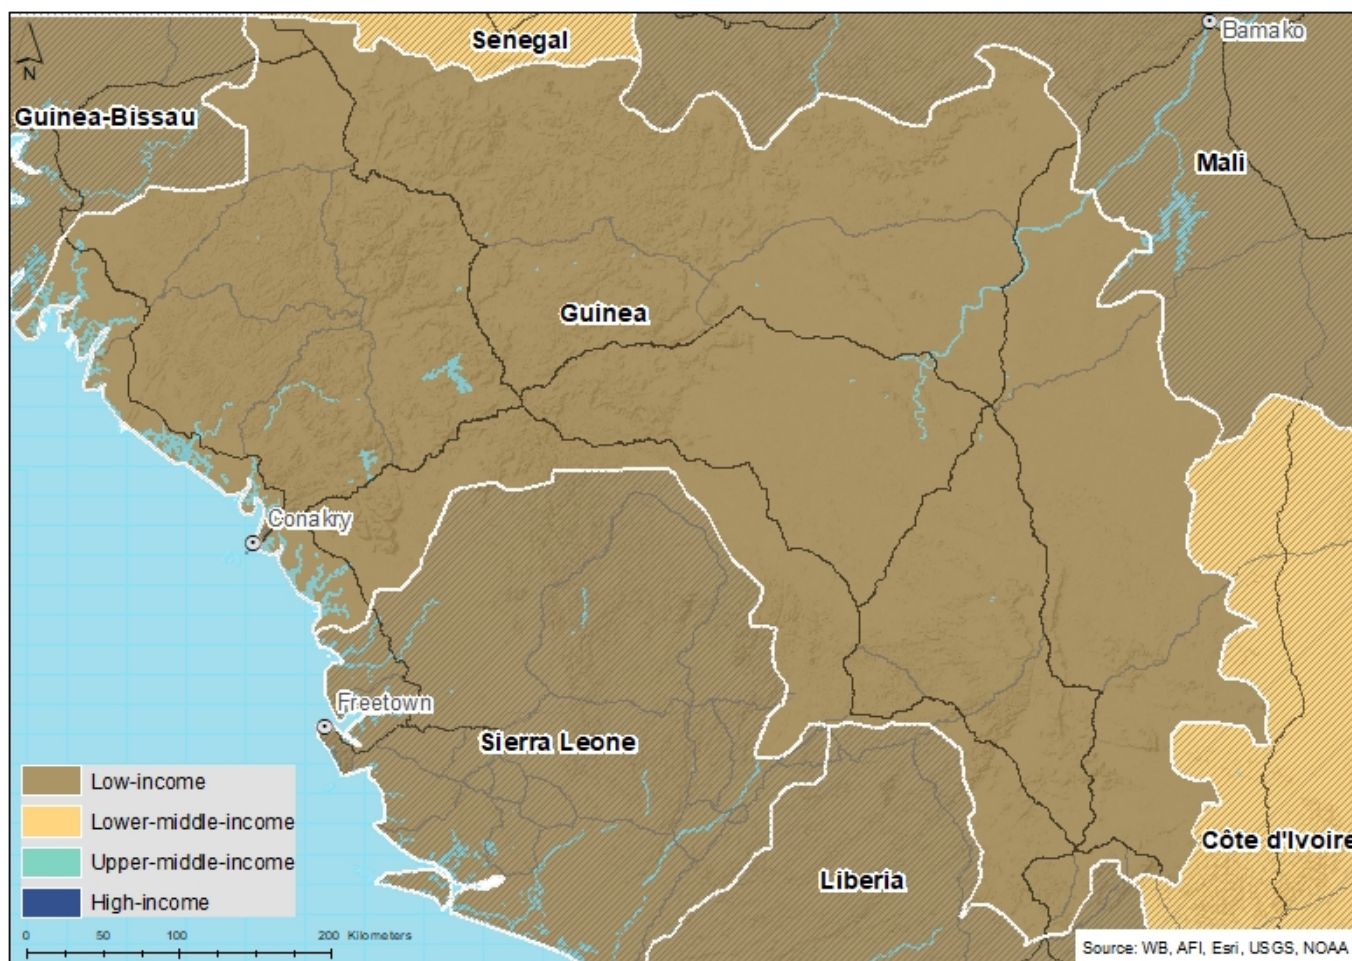 Senegal
Bamako
N
Guinea-Bissau
Mali
Guinea
Conakry
Freetown
Sierra Leone
Low-income
Lower-middle-income
Upper-middle-income
High-income
Côte d'Ivoire
Liberia
0 50 100 200 Kilometers
Source: WB, AFI, Esri, USGS, NOAA